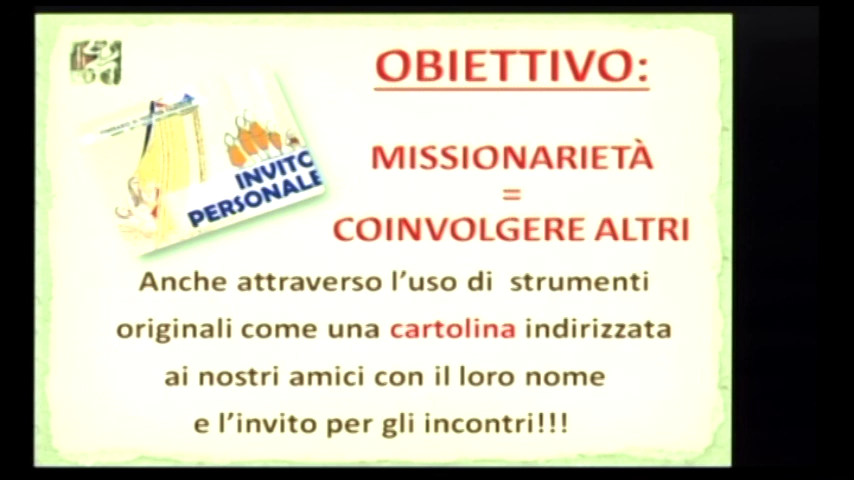 OBIETTIVO:
INVITO
PERSONALE
MISSIONARIETÀ
=
COINVOLGERE ALTRI
Anche attraverso l'uso di strumenti
originali come una cartolina indirizzata
ai nostri amici con il loro nome
e l'invito per gli incontri!!!